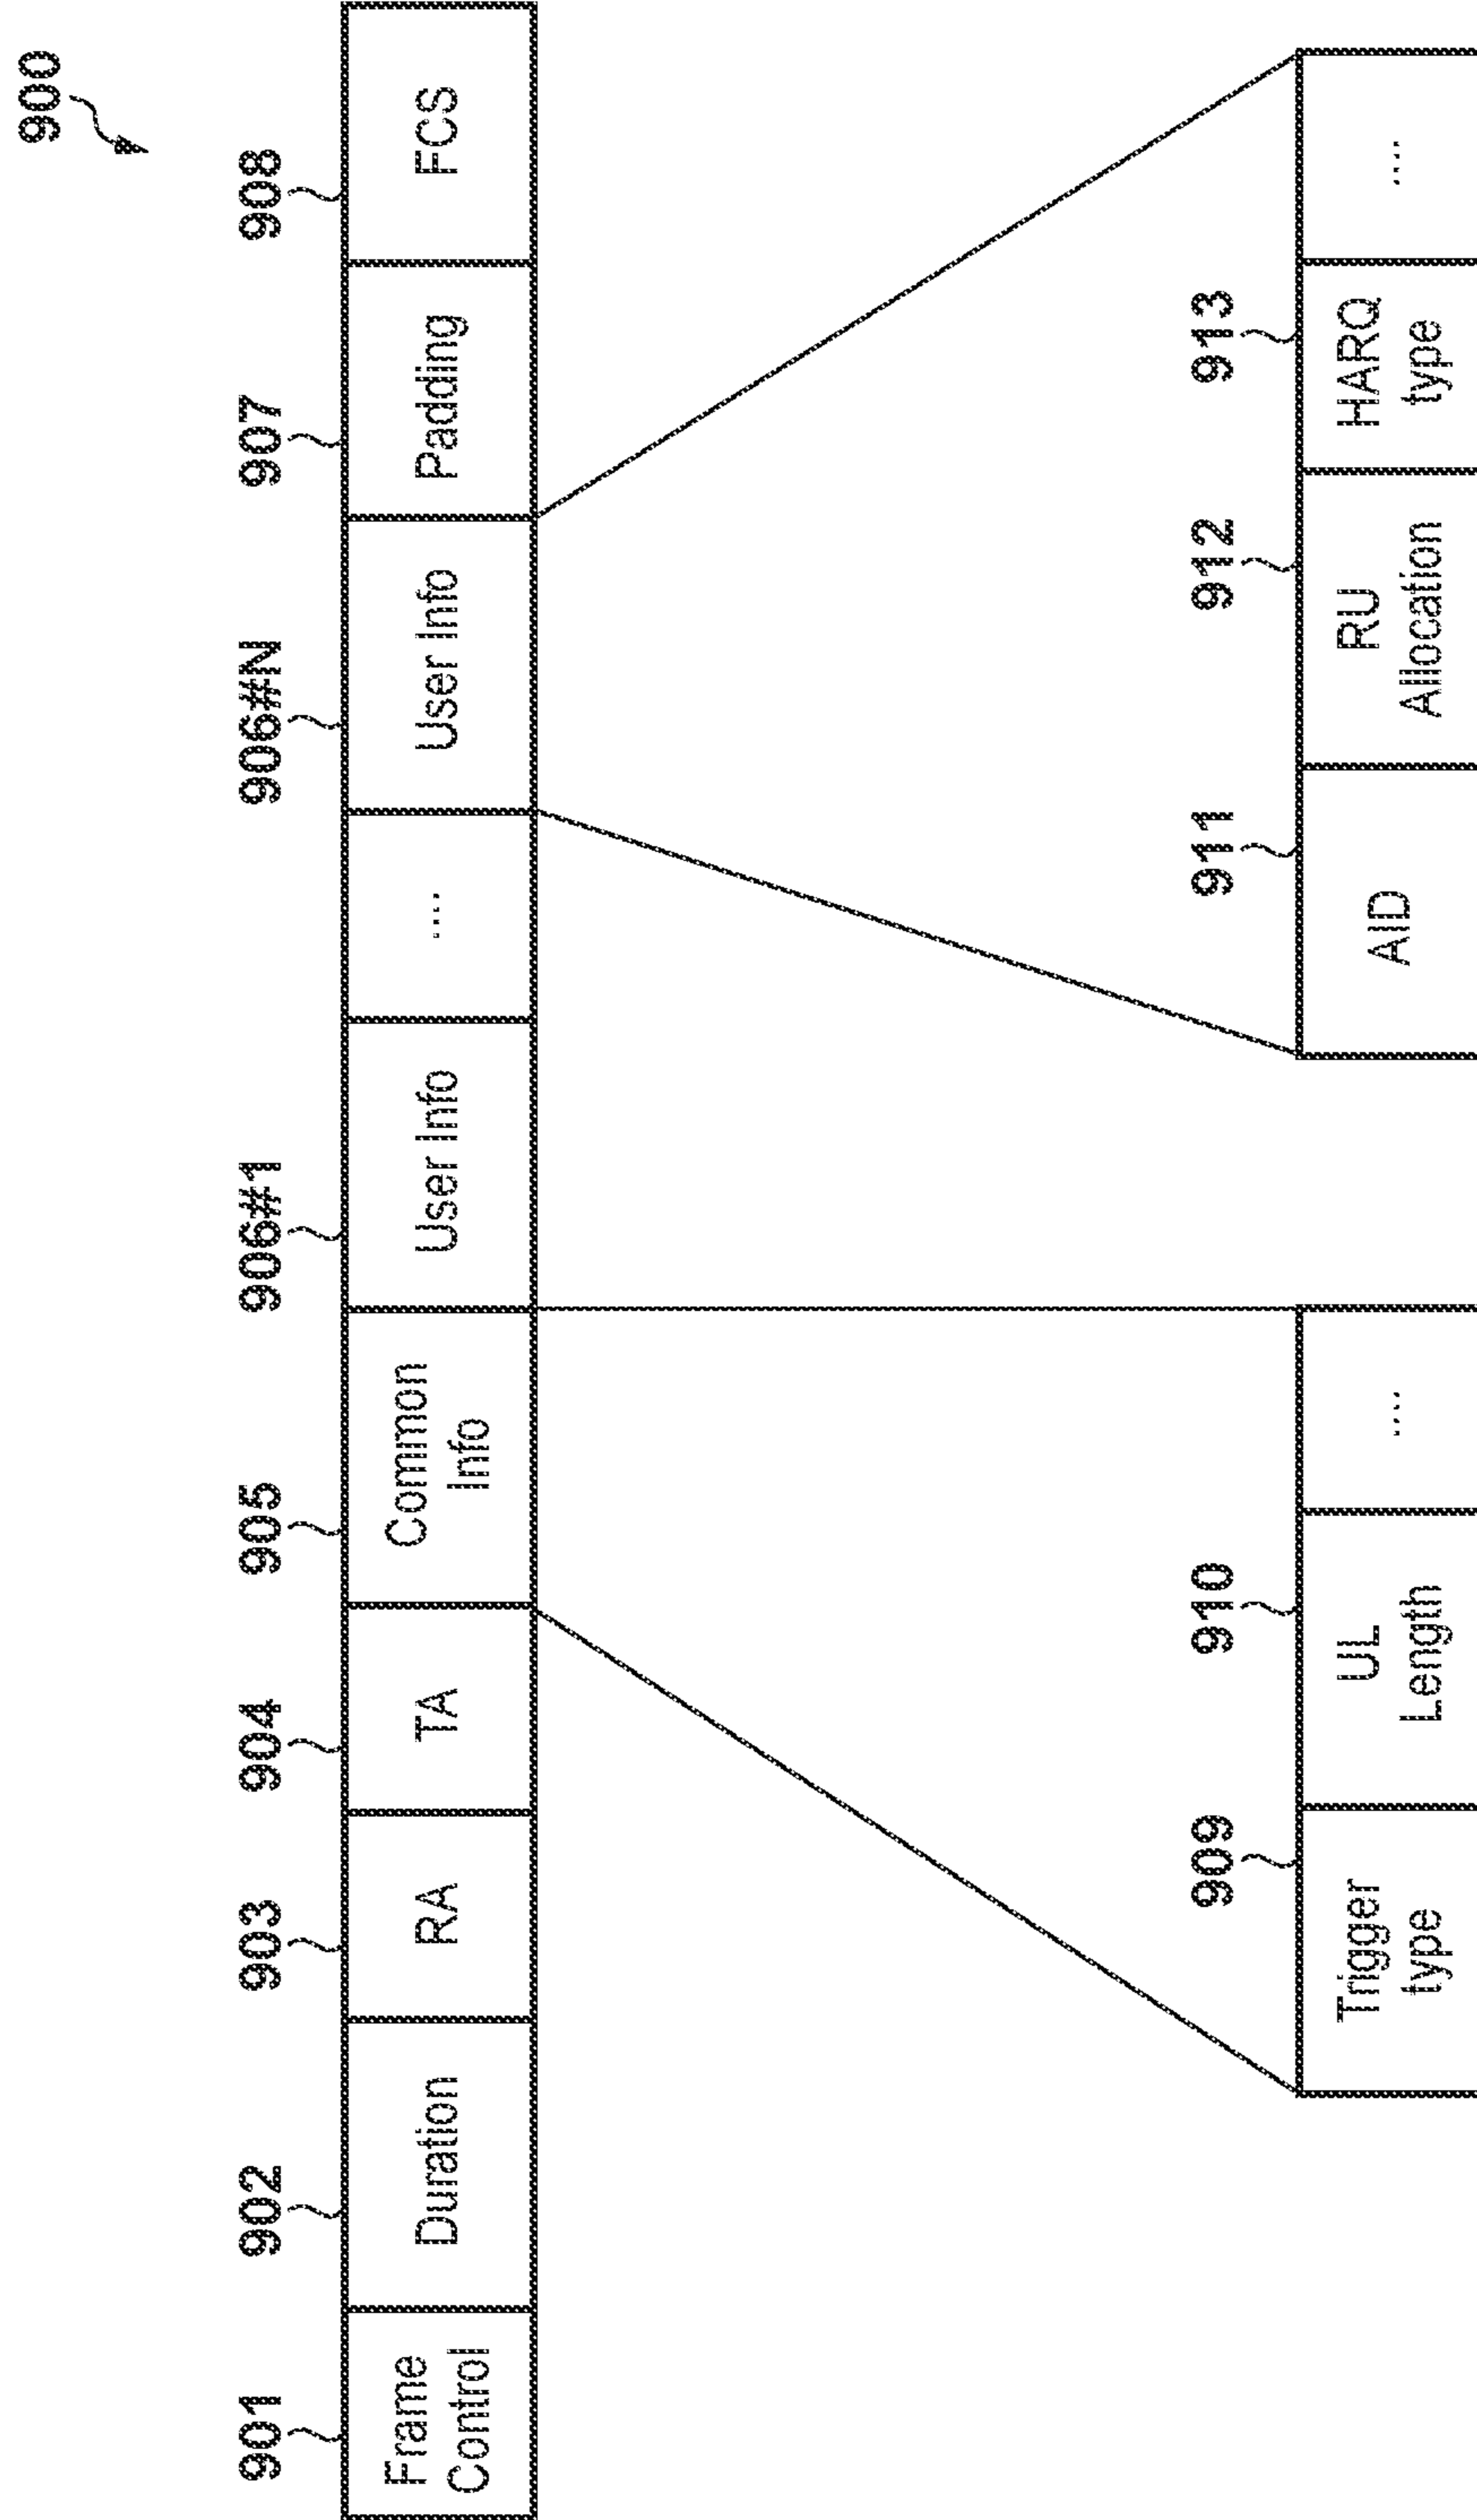 900
901
902
903
904
905
906#1
906#N
907
908
Frame
Control
Duration
RA
TA
Common
Info
User Info
....
User Info
Padding
FCS
909
910
911
912
913
Trigger
type
UL
Length
....
AID
RU
Allocation
HARQ
type
....